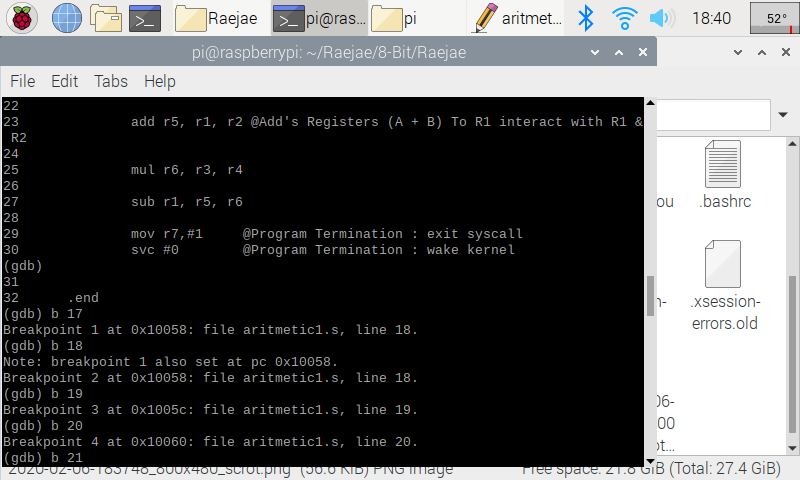 Raejae
pi@ras...
pi
aritmet...
18:40
52°
pi@raspberrypi: ~/Raejae/8-Bit/Raejae
File Edit Tabs Help
22
23 add r5, r1, r2 @Add's Registers (A + B) To R1 interact with R1 &
R2
24
25 mul r6, r3, r4
26
27 sub r1, r5, r6
28
29 mov r7,#1 @Program Termination : exit syscall
30 svc #0 @Program Termination : wake kernel
(gdb)
31
32 .end
(gdb) b 17
Breakpoint 1 at 0x10058: file aritmetic1.s, line 18.
(gdb) b 18
Note: breakpoint 1 also set at pc 0x10058.
Breakpoint 2 at 0x10058: file aritmetic1.s, line 18.
(gdb) b 19
Breakpoint 3 at 0x1005c: file aritmetic1.s, line 19.
(gdb) b 20
Breakpoint 4 at 0x10060: file aritmetic1.s, line 20.
(gdb) b 21
ou
.bashrc
n-
.xsession-
errors.old
06-
00
ot...
2020-02-06-183748_800x480_scrot.png" (56.6 KiB) PNG image
Free space: 21.8 GiB (Total: 27.4 GiB)